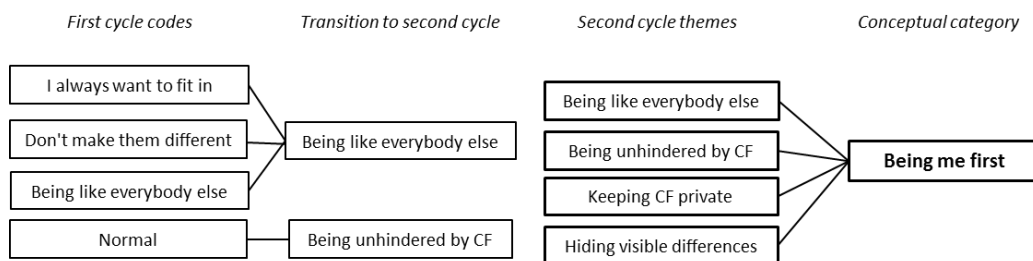 First cycle codes
Transition to second cycle
Second cycle themes
Conceptual category
I always want to fit in
Don't make them different
Being like everybody else
Normal
Being like everybody else
Being unhindered by CF
Being like everybody else
Being unhindered by CF
Keeping CF private
Hiding visible differences
Being me first